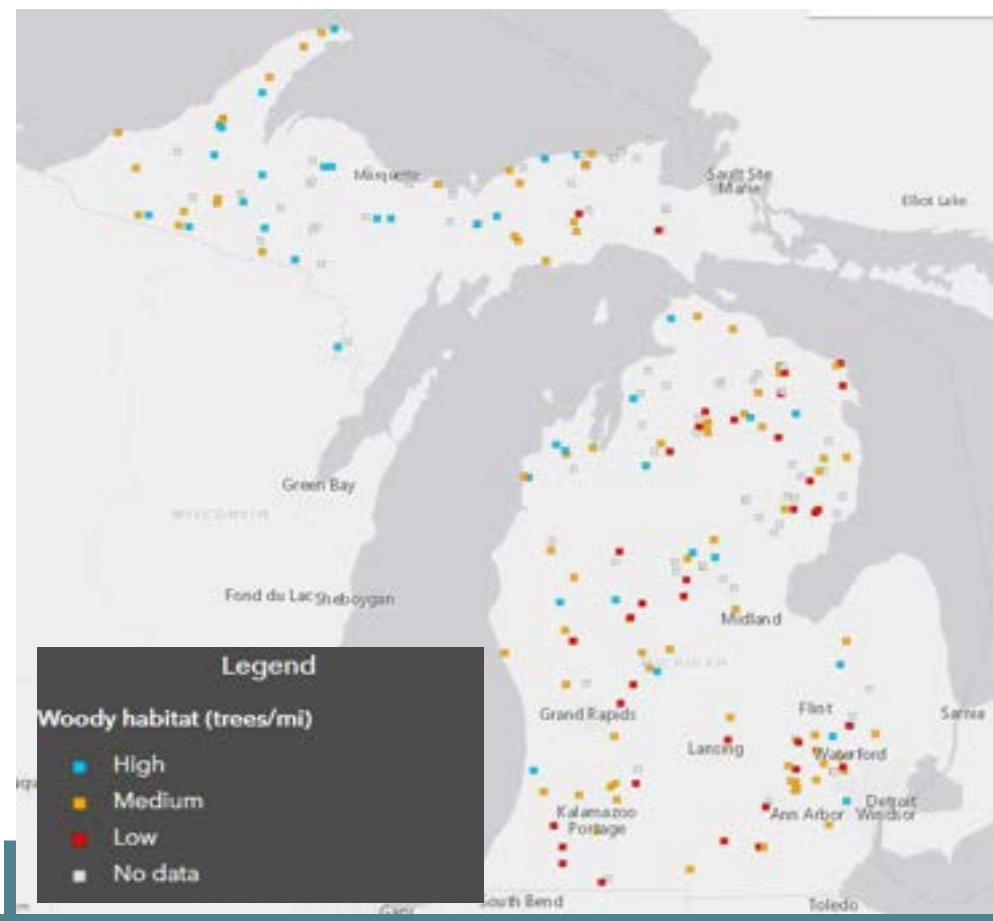 Marquette
Sault Ste
Marie
Elliot Lake
Green Bay
WISCONSIN
Fond du Lac
Sheboygan
Midland
MICHIGAN
Legend
Woody habitat (trees/mi)
High
Medium
Low
No data
Grand Rapids
Flint
Sarnia
Lansing
Waterford
Kalamazoo
Portage
Ann Arbor
Detroit
Windsor
South Bend
Toledo
Gary